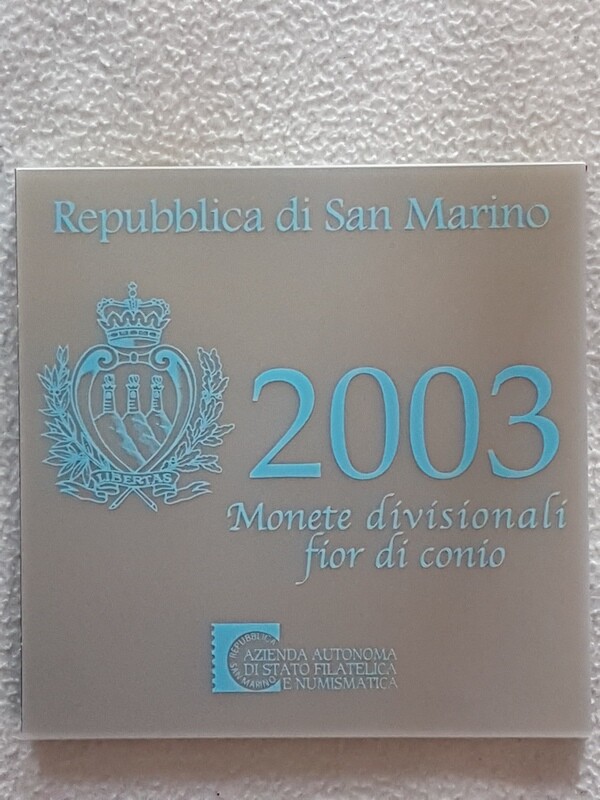 Repubblica di San Marino
LIBERTAS
2003
Monete divisionali
fior di conio
REPUBBLICA
SAN MARINO
AZIENDA AUTONOMA
DI STATO FILATELICA
E NUMISMATICA